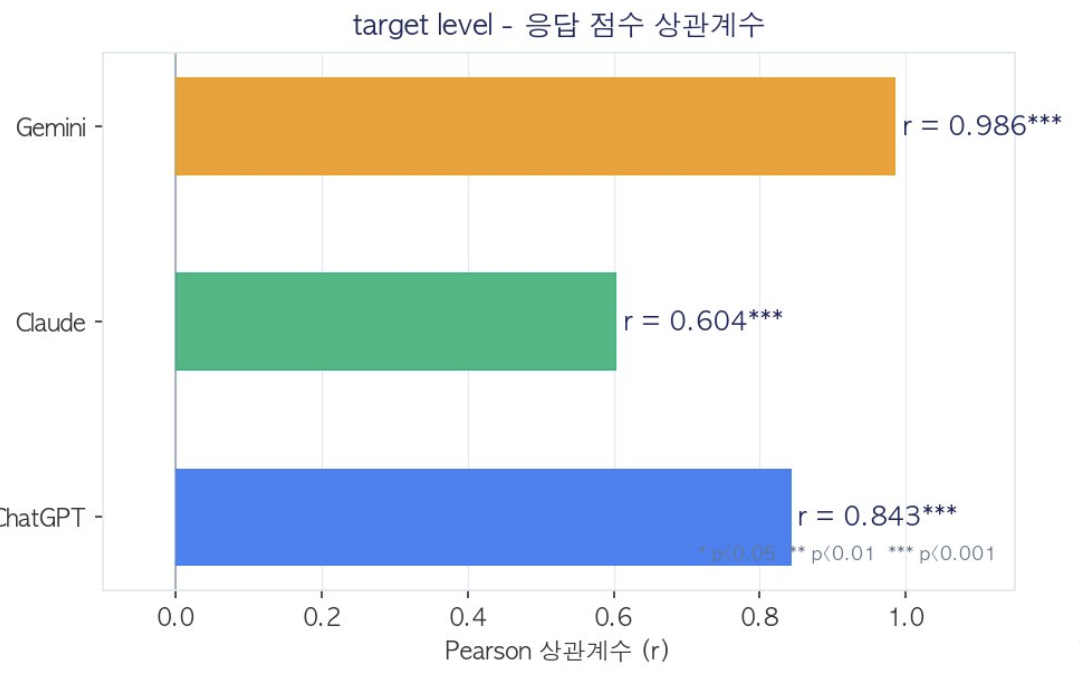 target level - 응답 점수 상관계수
Gemini
r = 0.986***
Claude
r = 0.604***
ChatGPT
r = 0.843***
* p<0.05 ** p<0.01 *** p<0.001
0.0 0.2 0.4 0.6 0.8 1.0
Pearson 상관계수 (r)